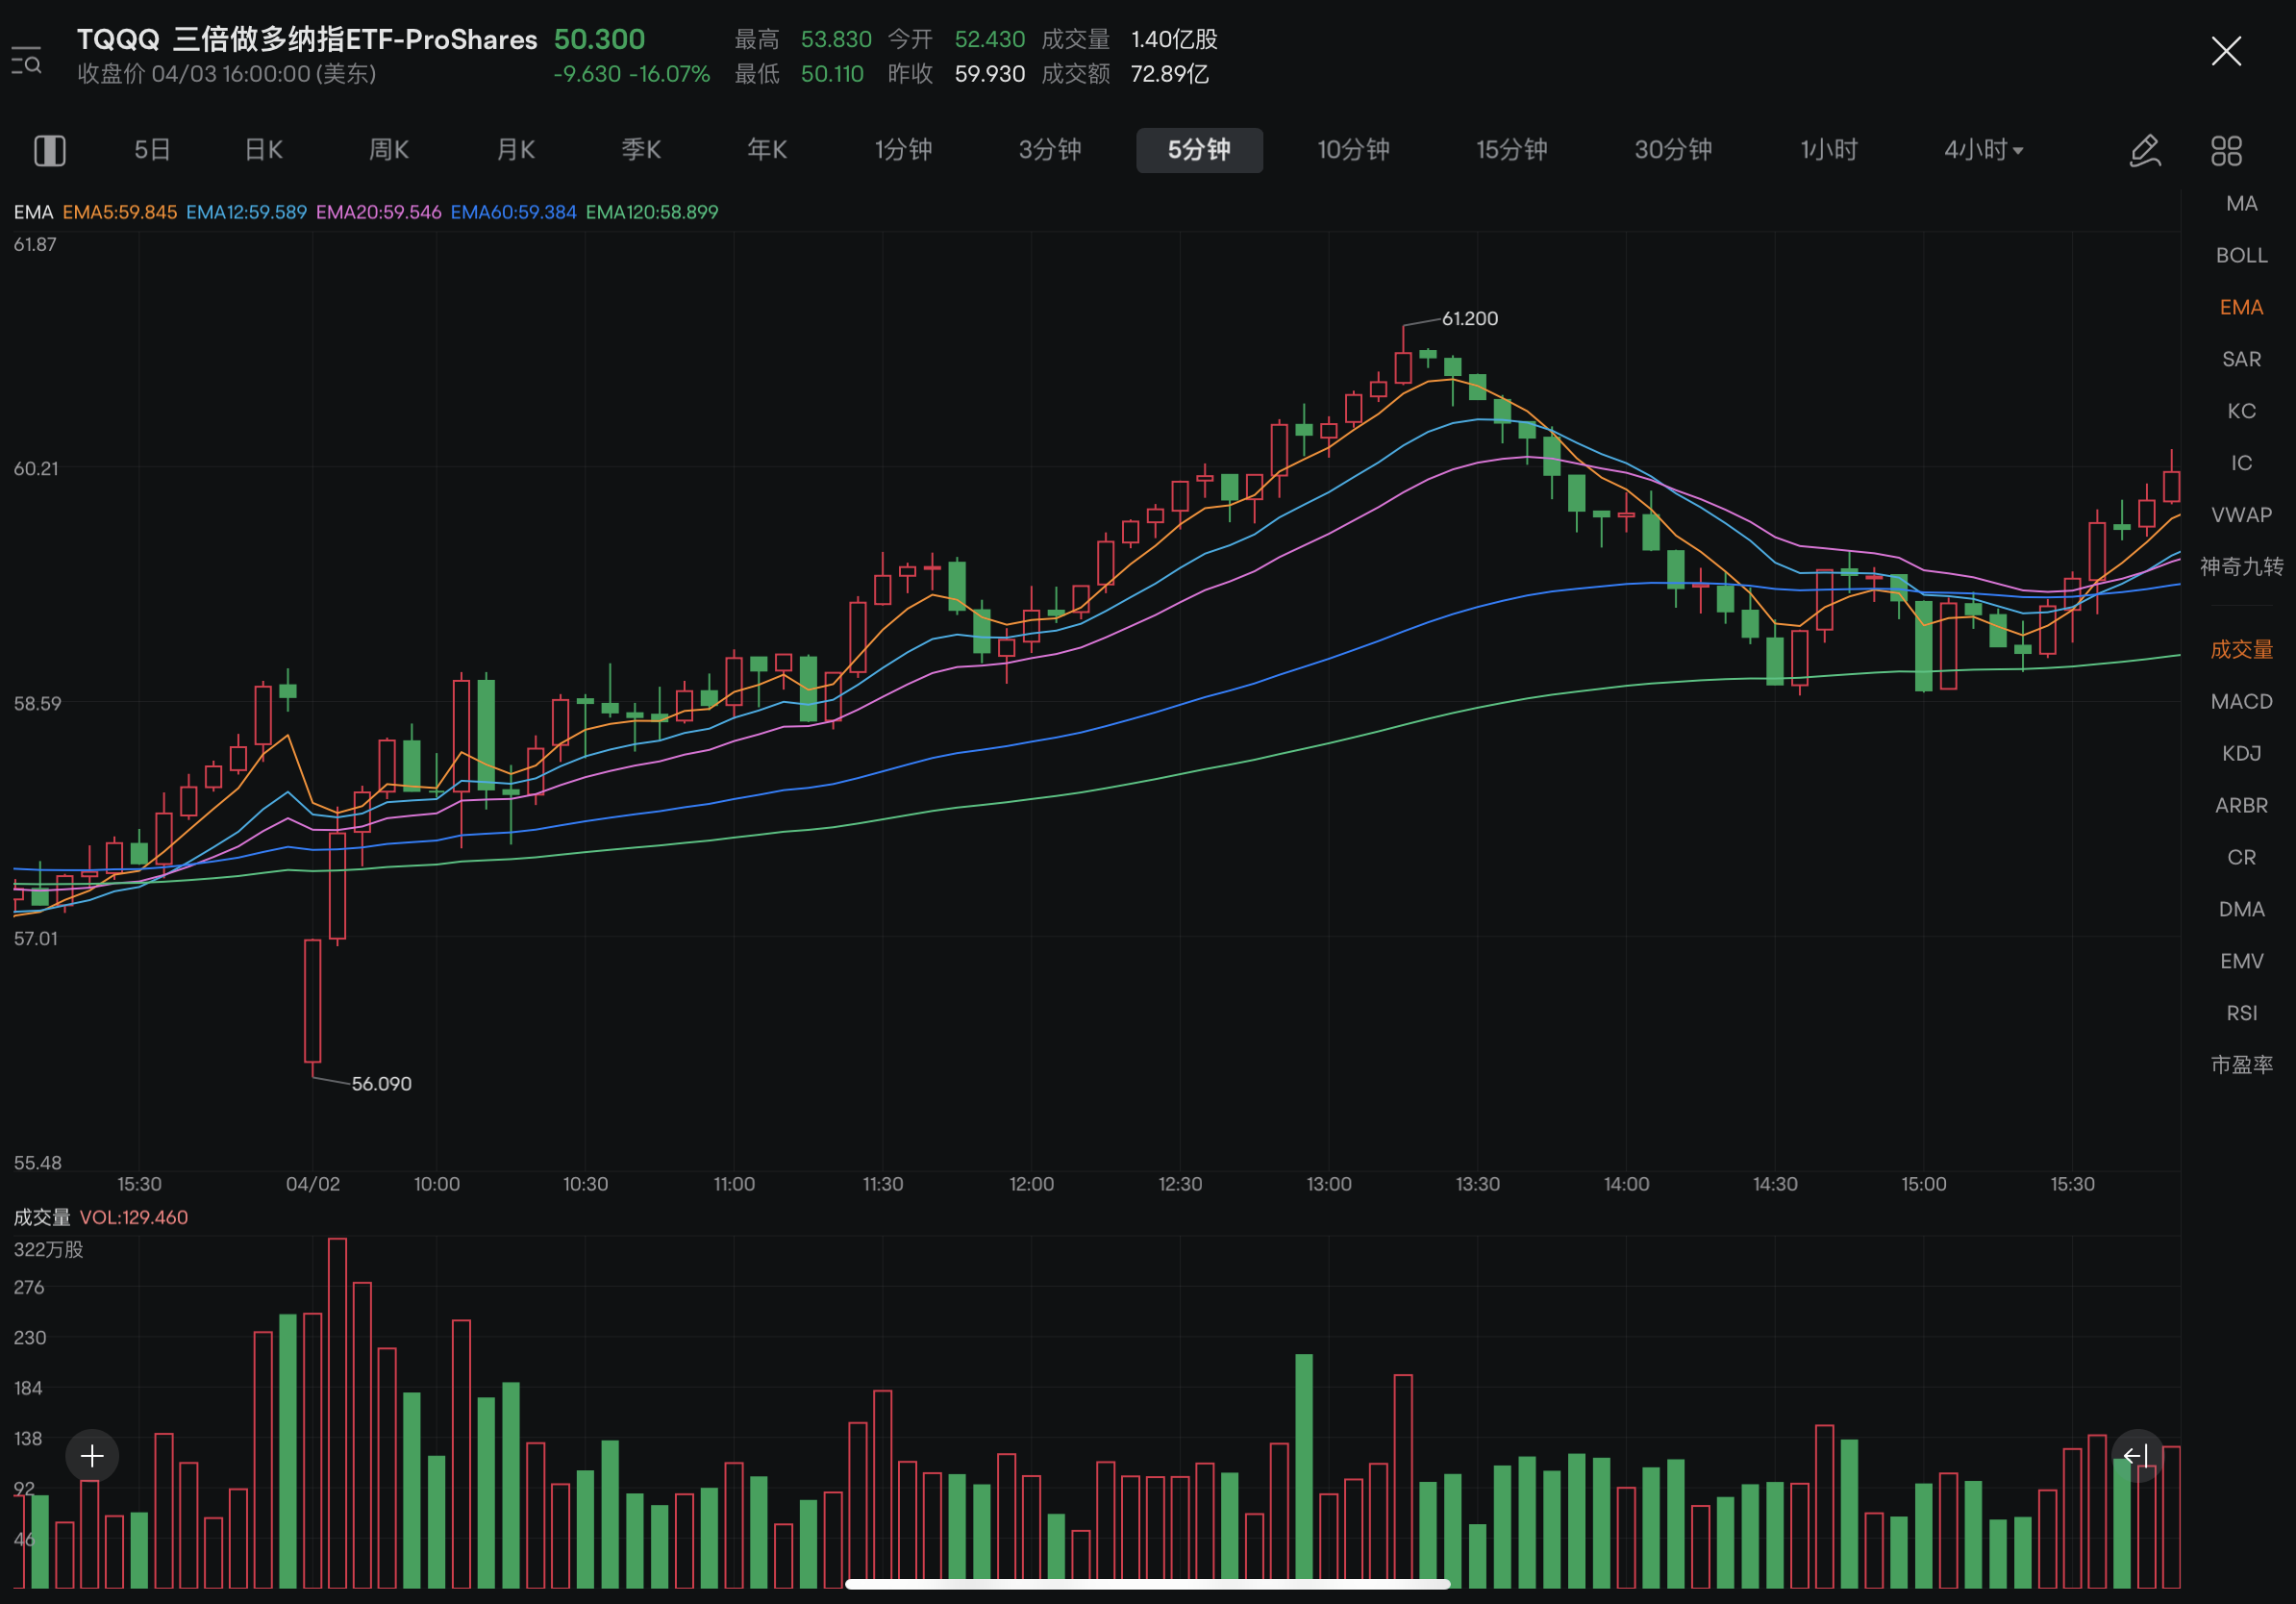 TQQQ 三倍做多纳指ETF-ProShares 50.300 最高 53.830 今开 52.430 成交量 1.40亿股
收盘价 04/03 16:00:00 (美东) -9.630 -16.07% 最低 50.110 昨收 59.930 成交额 72.89亿
5日 日K 周K 月K 季K 年K 1分钟 3分钟 5分钟 10分钟 15分钟 30分钟 1小时 4小时
EMA EMA5:59.845 EMA12:59.589 EMA20:59.546 EMA60:59.384 EMA120:58.899
61.87
61.200
60.21
58.59
57.01
56.090
55.48
15:30 04/02 10:00 10:30 11:00 11:30 12:00 12:30 13:00 13:30 14:00 14:30 15:00 15:30
成交量 VOL:129.460
322万股
276
230
184
138
92
46
MA
BOLL
EMA
SAR
KC
IC
VWAP
神奇九转
成交量
MACD
KDJ
ARBR
CR
DMA
EMV
RSI
市盈率